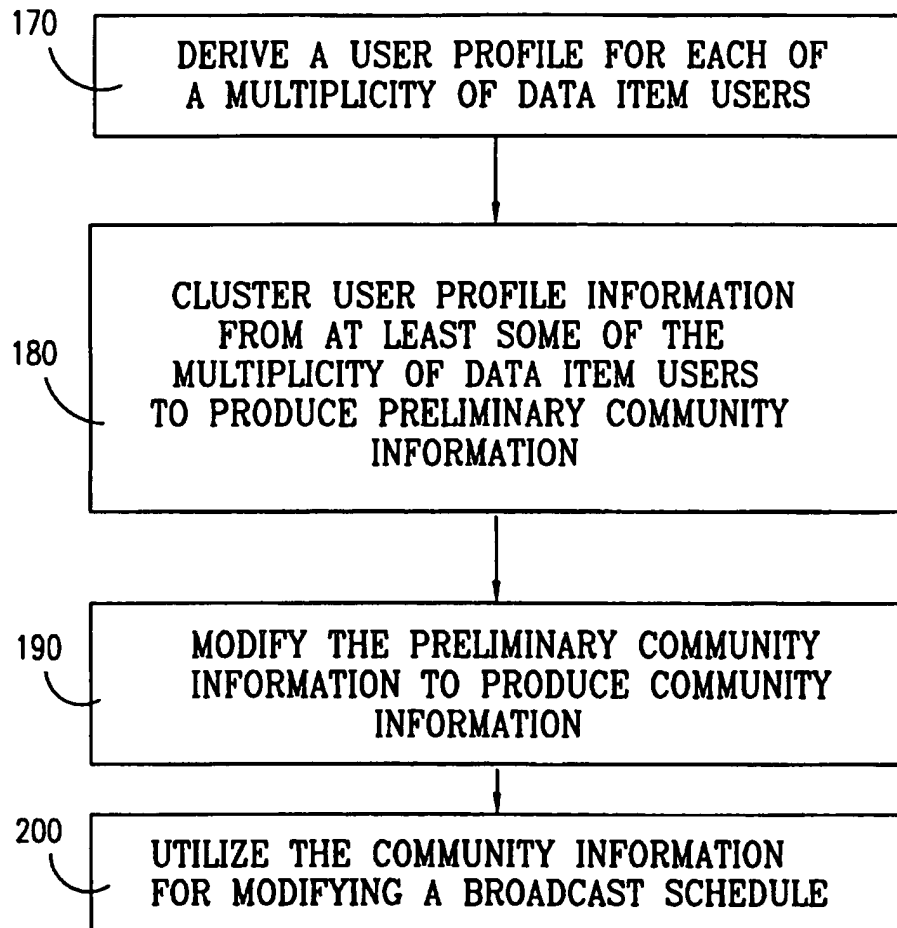 170
DERIVE A USER PROFILE FOR EACH OF
A MULTIPLICITY OF DATA ITEM USERS
180
CLUSTER USER PROFILE INFORMATION
FROM AT LEAST SOME OF THE
MULTIPLICITY OF DATA ITEM USERS
TO PRODUCE PRELIMINARY COMMUNITY
INFORMATION
190
MODIFY THE PRELIMINARY COMMUNITY
INFORMATION TO PRODUCE COMMUNITY
INFORMATION
200
UTILIZE THE COMMUNITY INFORMATION
FOR MODIFYING A BROADCAST SCHEDULE